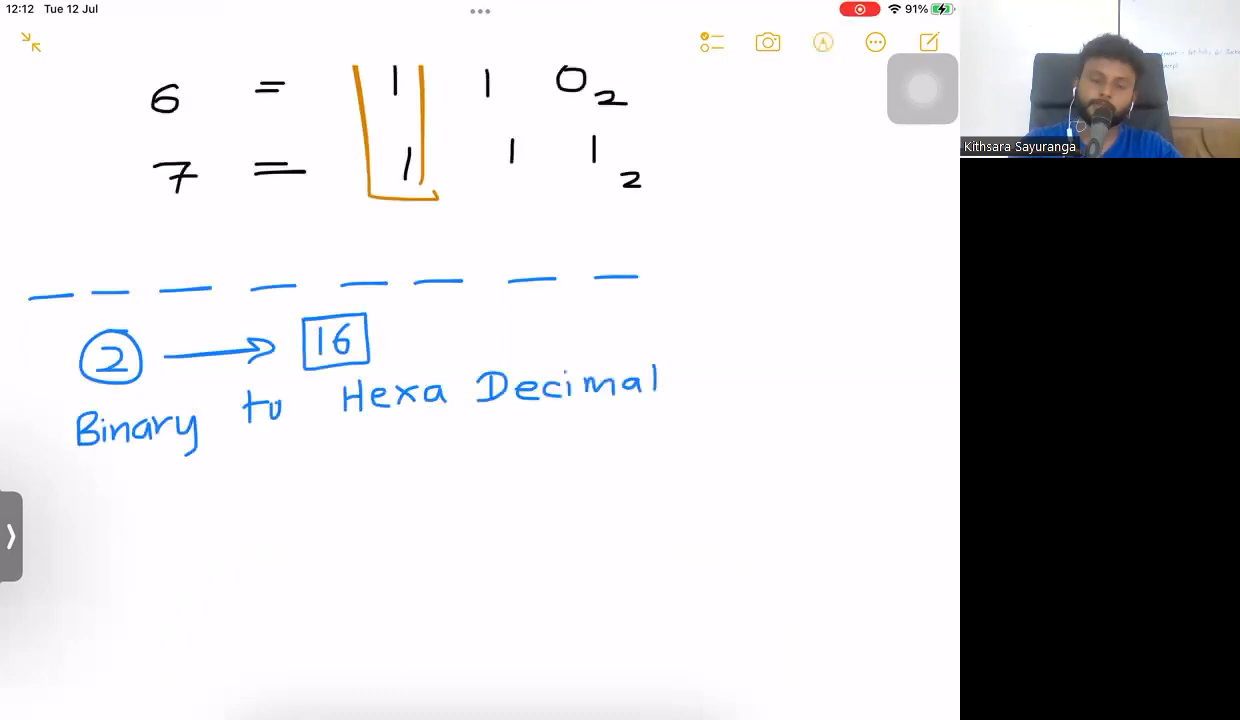 12:12 Tue 12 Jul
91%
6 = 1 1 0₂
7 = 1 1 1₂
2 → 16
Binary to Hexa Decimal
Kithsara Sayuranga